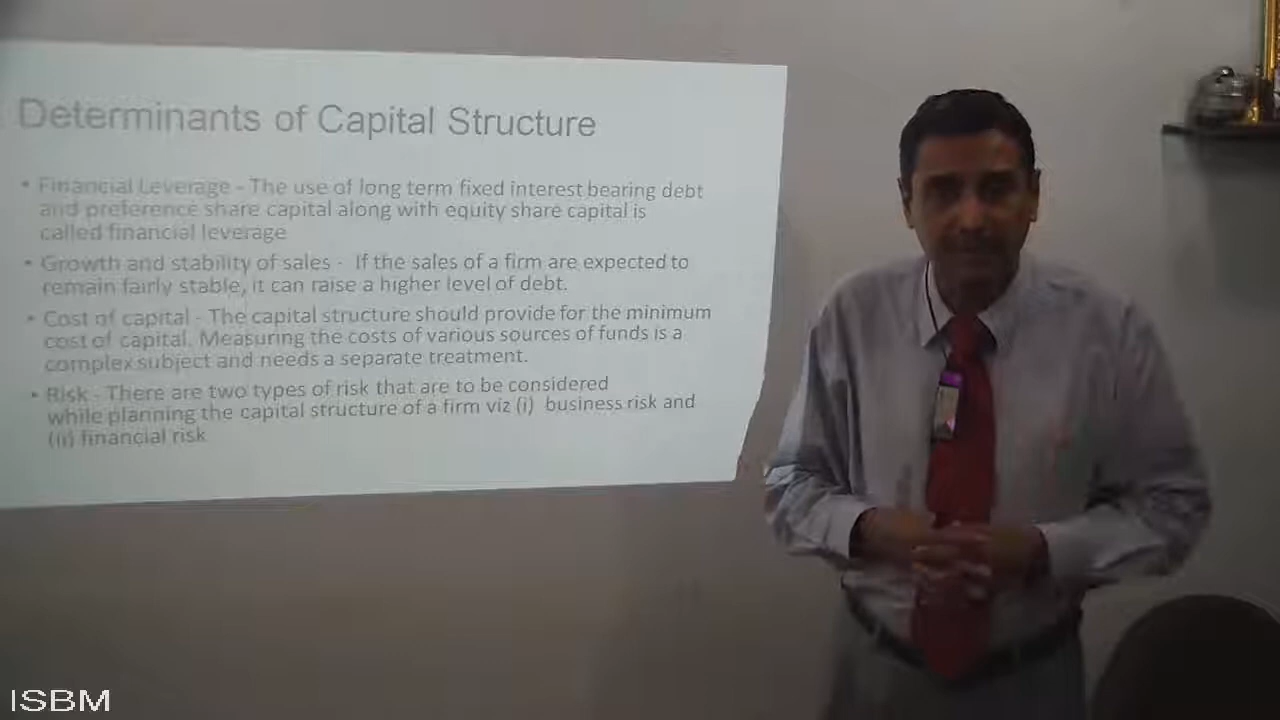 Determinants of Capital Structure
• Financial Leverage - The use of long term fixed interest bearing debt
and preference share capital along with equity share capital is
called financial leverage
• Growth and stability of sales - If the sales of a firm are expected to
remain fairly stable, it can raise a higher level of debt.
• Cost of capital - The capital structure should provide for the minimum
cost of capital. Measuring the costs of various sources of funds is a
complex subject and needs a separate treatment.
• Risk - There are two types of risk that are to be considered
while planning the capital structure of a firm viz (i) business risk and
(ii) financial risk
ISBM